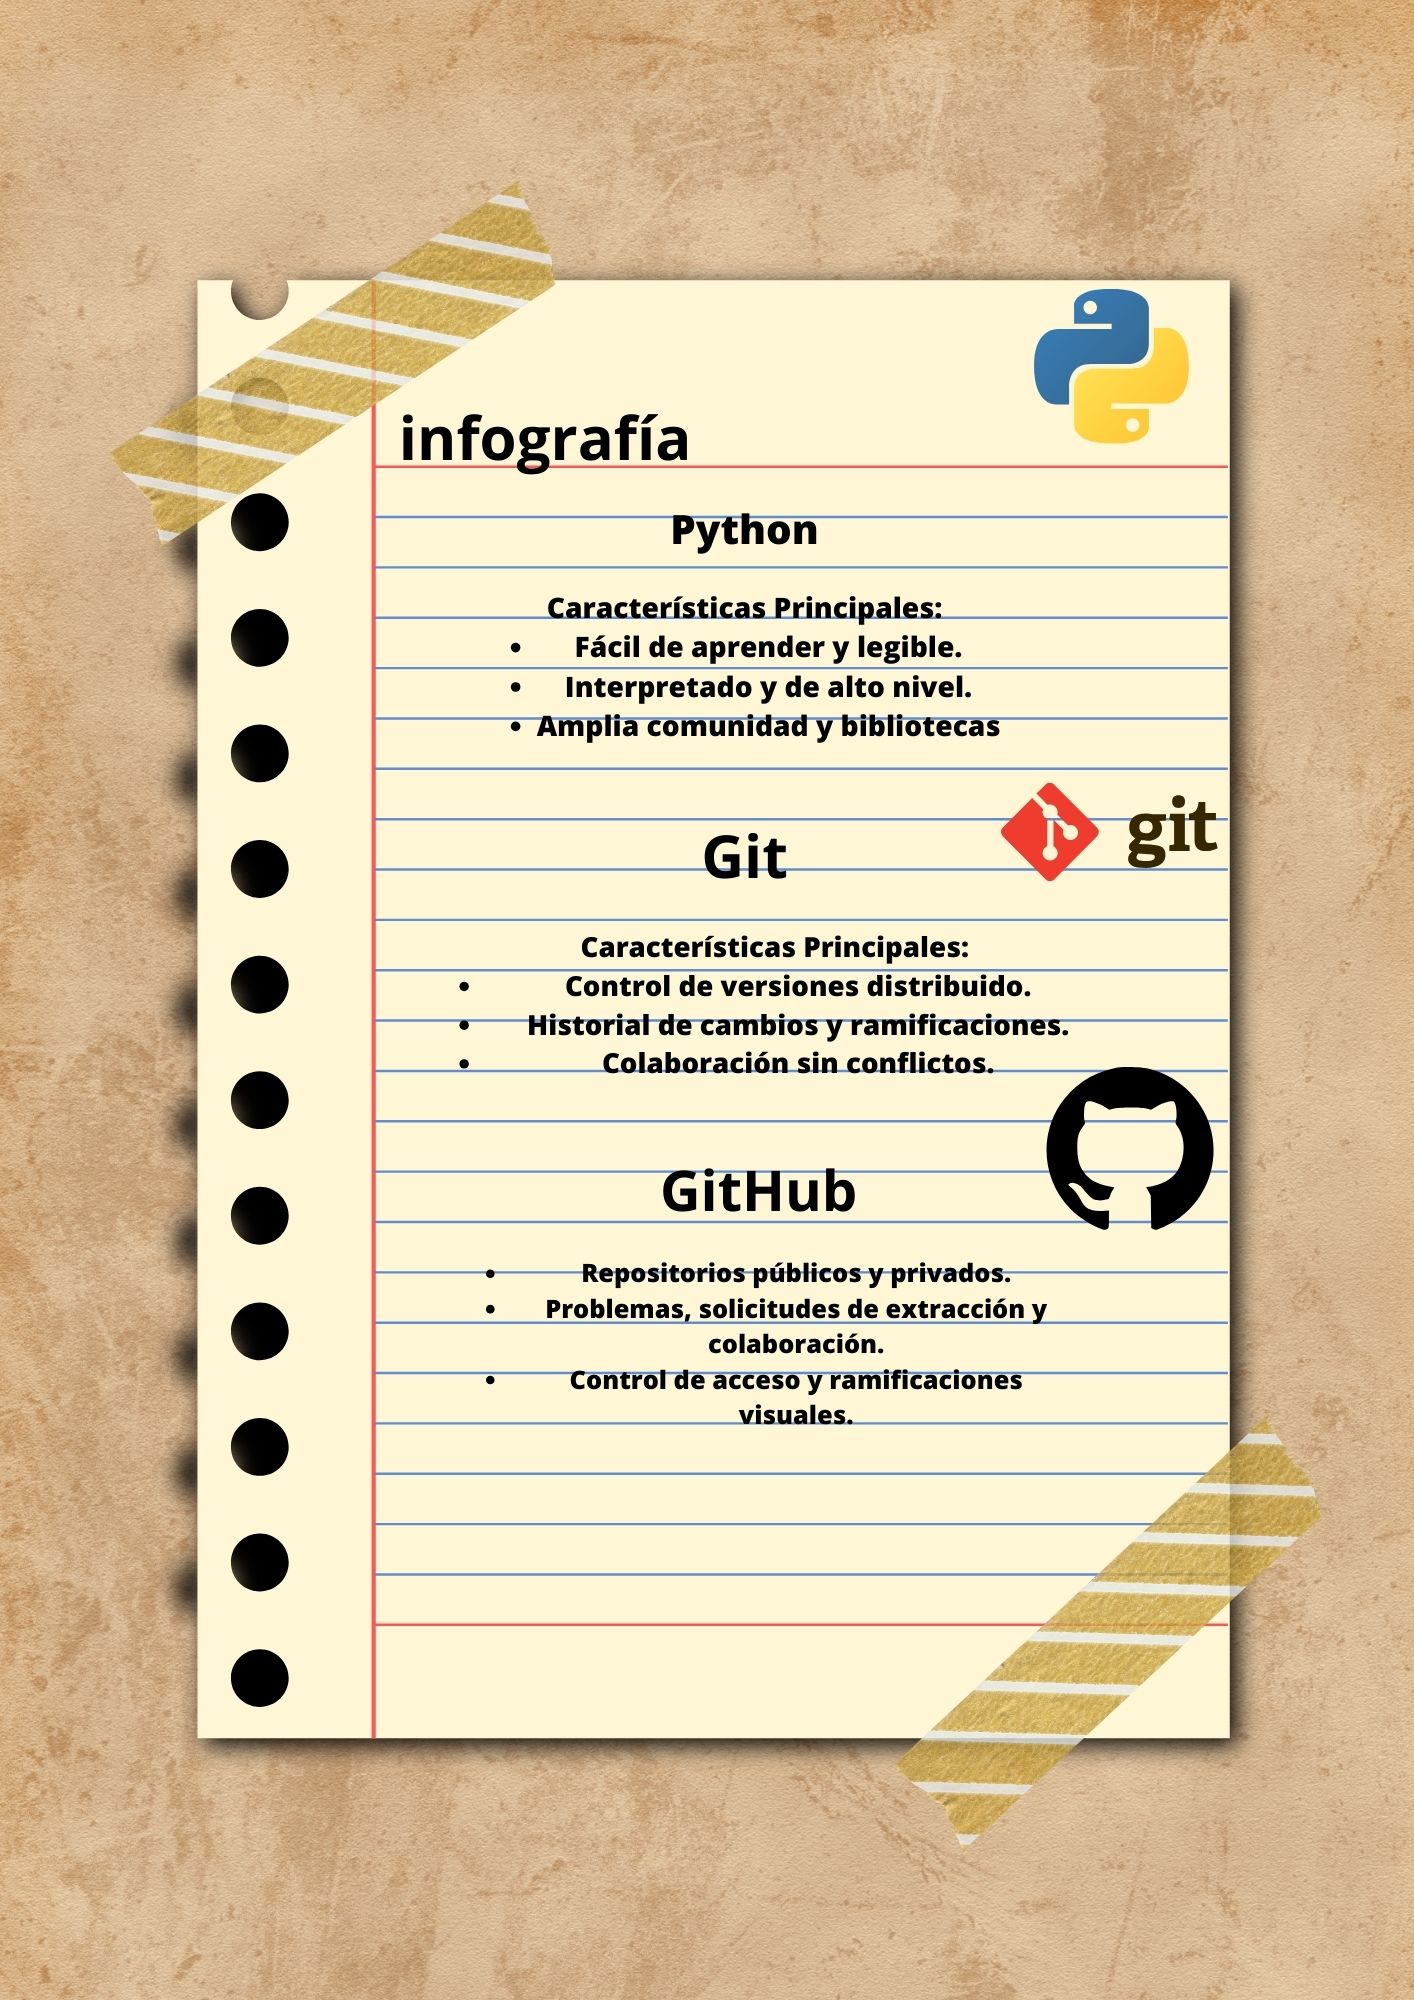 infografía
Python
Características Principales:
• Fácil de aprender y legible.
• Interpretado y de alto nivel.
• Amplia comunidad y bibliotecas
git
Git
Características Principales:
• Control de versiones distribuido.
• Historial de cambios y ramificaciones.
• Colaboración sin conflictos.
GitHub
• Repositorios públicos y privados.
• Problemas, solicitudes de extracción y
colaboración.
• Control de acceso y ramificaciones
visuales.